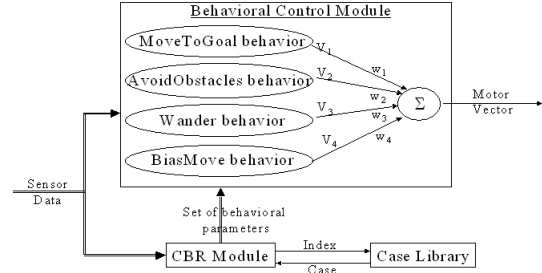 Behavioral Control Module
MoveToGoal behavior
V1
w1
AvoidObstacles behavior
V2
w2
Wander behavior
V3
w3
BiasMove behavior
V4
w4
Σ
Motor
Vector
Sensor
Data
Set of behavioral
parameters
CBR Module
Index
Case
Case Library